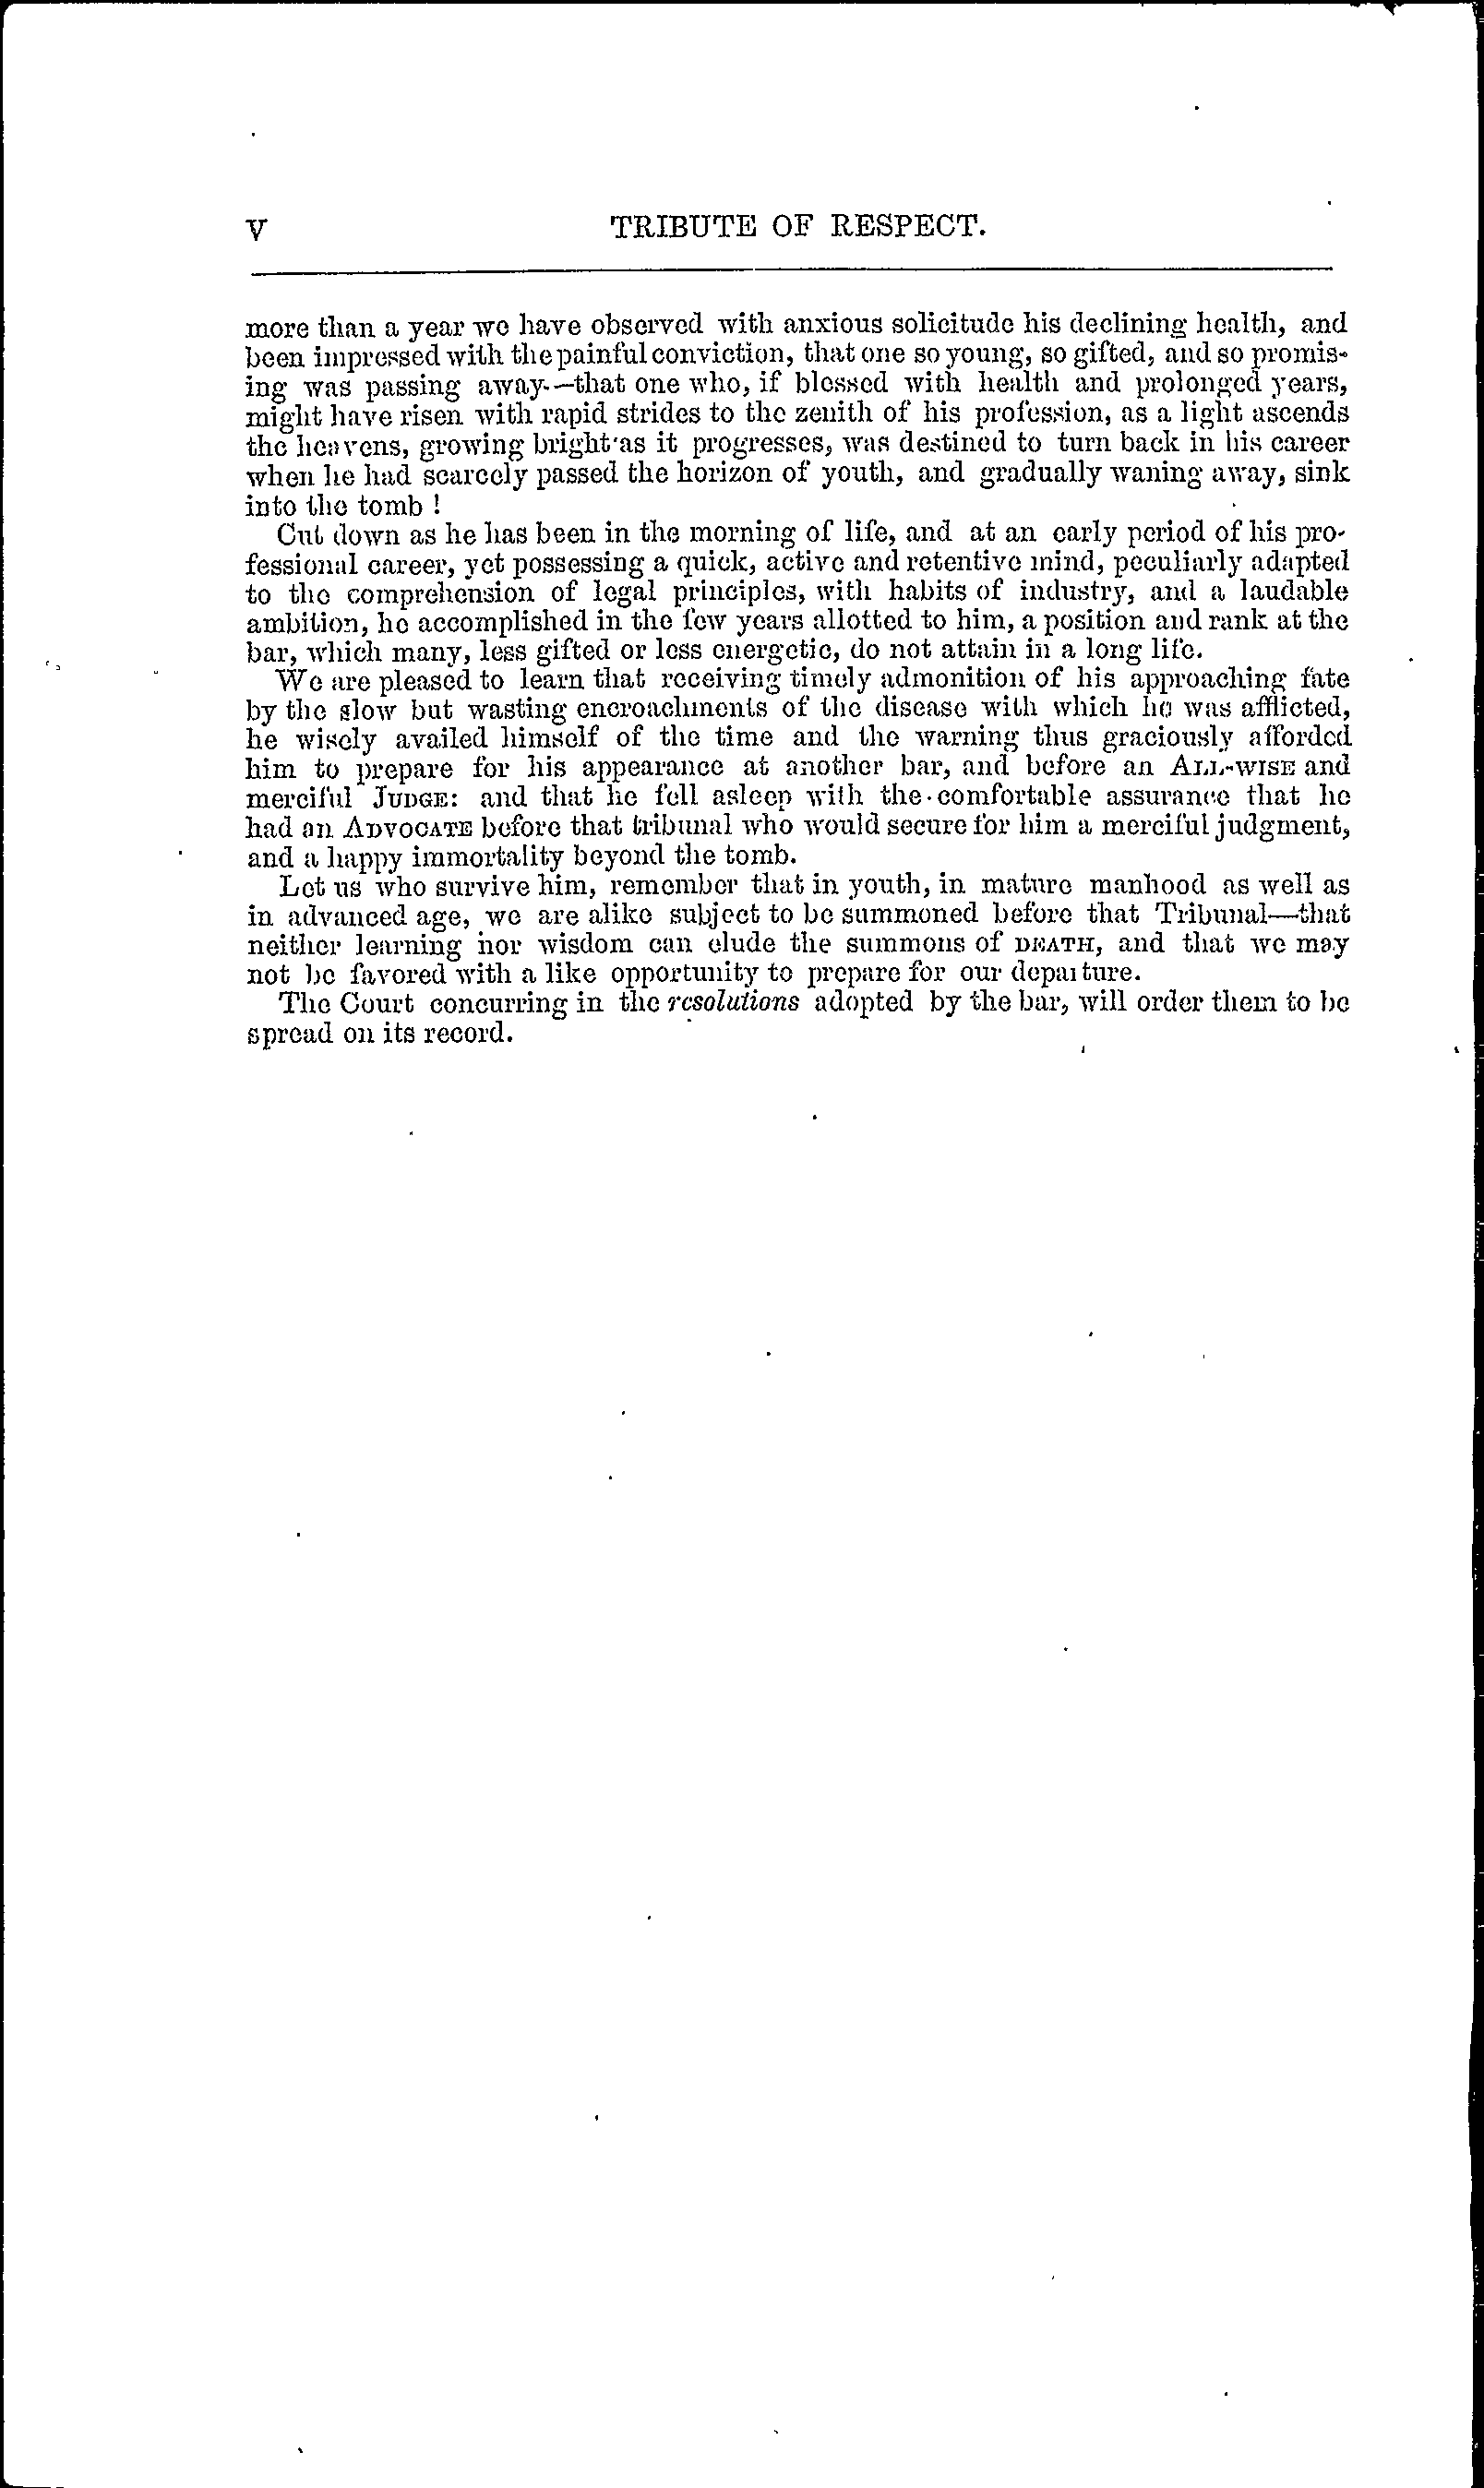 V TRIBUTE OF RESPECT.
more than a year we have observed with anxious solicitude his declining health, and
been impressed with the painful conviction, that one so young, so gifted, and so promis-
ing was passing away-—that one who, if blessed with health and prolonged years,
might have risen with rapid strides to the zenith of his profession, as a light ascends
the heavens, growing bright as it progresses, was destined to turn back in his career
when he had scarcely passed the horizon of youth, and gradually waning away, sink
into the tomb !
Cut down as he has been in the morning of life, and at an early period of his pro-
fessional career, yet possessing a quick, active and retentive mind, peculiarly adapted
to the comprehension of legal principles, with habits of industry, and a laudable
ambition, he accomplished in the few years allotted to him, a position and rank at the
bar, which many, less gifted or less energetic, do not attain in a long life.
We are pleased to learn that receiving timely admonition of his approaching fate
by the slow but wasting encroachments of the disease with which he was afflicted,
he wisely availed himself of the time and the warning thus graciously afforded
him to prepare for his appearance at another bar, and before an ALL-WISE and
merciful JUDGE: and that he fell asleep with the comfortable assurance that he
had an ADVOCATE before that tribunal who would secure for him a merciful judgment,
and a happy immortality beyond the tomb.
Let us who survive him, remember that in youth, in mature manhood as well as
in advanced age, we are alike subject to be summoned before that Tribunal—that
neither learning nor wisdom can elude the summons of DEATH, and that we may
not be favored with a like opportunity to prepare for our departure.
The Court concurring in the resolutions adopted by the bar, will order them to be
spread on its record.